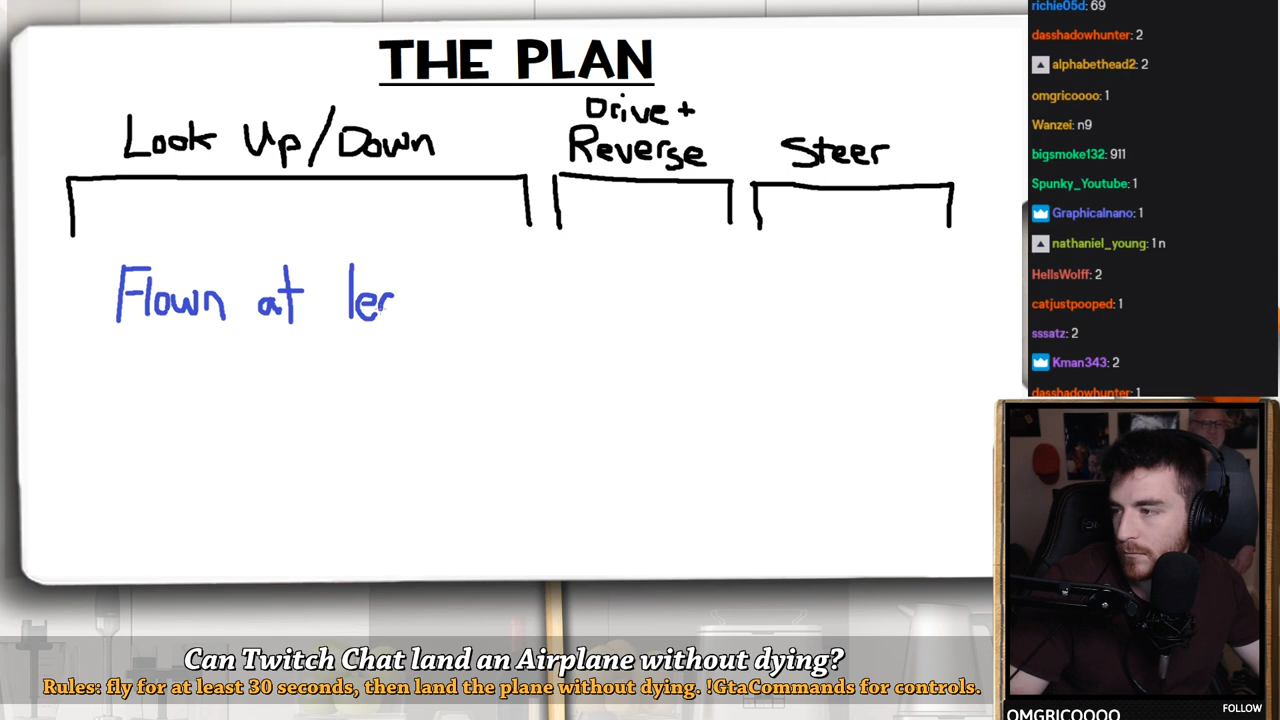 THE PLAN
Look Up/Down
Drive +
Reverse
Steer
Flown at ler
richie05d: 69
dasshadowhunter: 2
alphabethead2: 2
omgricoooo: 1
Wanzei: n9
bigsmoke132: 911
Spunky_Youtube: 1
Graphicalnano: 1
nathaniel_young: 1 n
HellsWolff: 2
catjustpooped: 1
sssatz: 2
Kman343: 2
dasshadowhunter: 1
Can Twitch Chat land an Airplane without dying?
Rules: fly for at least 30 seconds, then land the plane without dying. !GtaCommands for controls.
OMGRICOOOO
FOLLOW